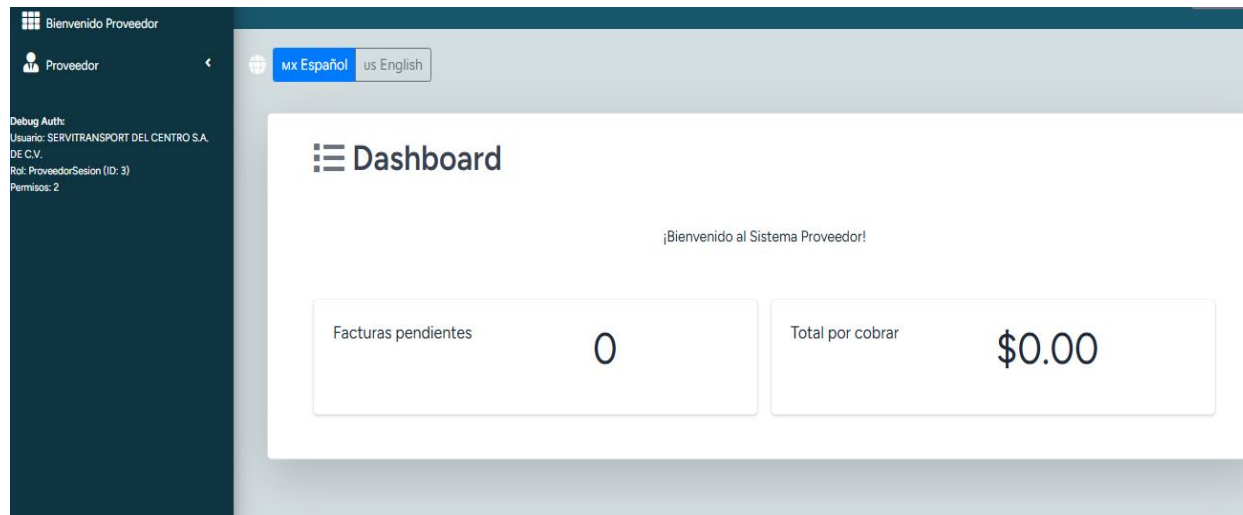 Bienvenido Proveedor
Proveedor
Debug Auth:
Usuario: SERVITRANSPORT DEL CENTRO S.A.
DE C.V.
Rol: ProveedorSesion (ID: 3)
Permisos: 2
MX Español us English
Dashboard
¡Bienvenido al Sistema Proveedor!
Facturas pendientes 0
Total por cobrar $0.00